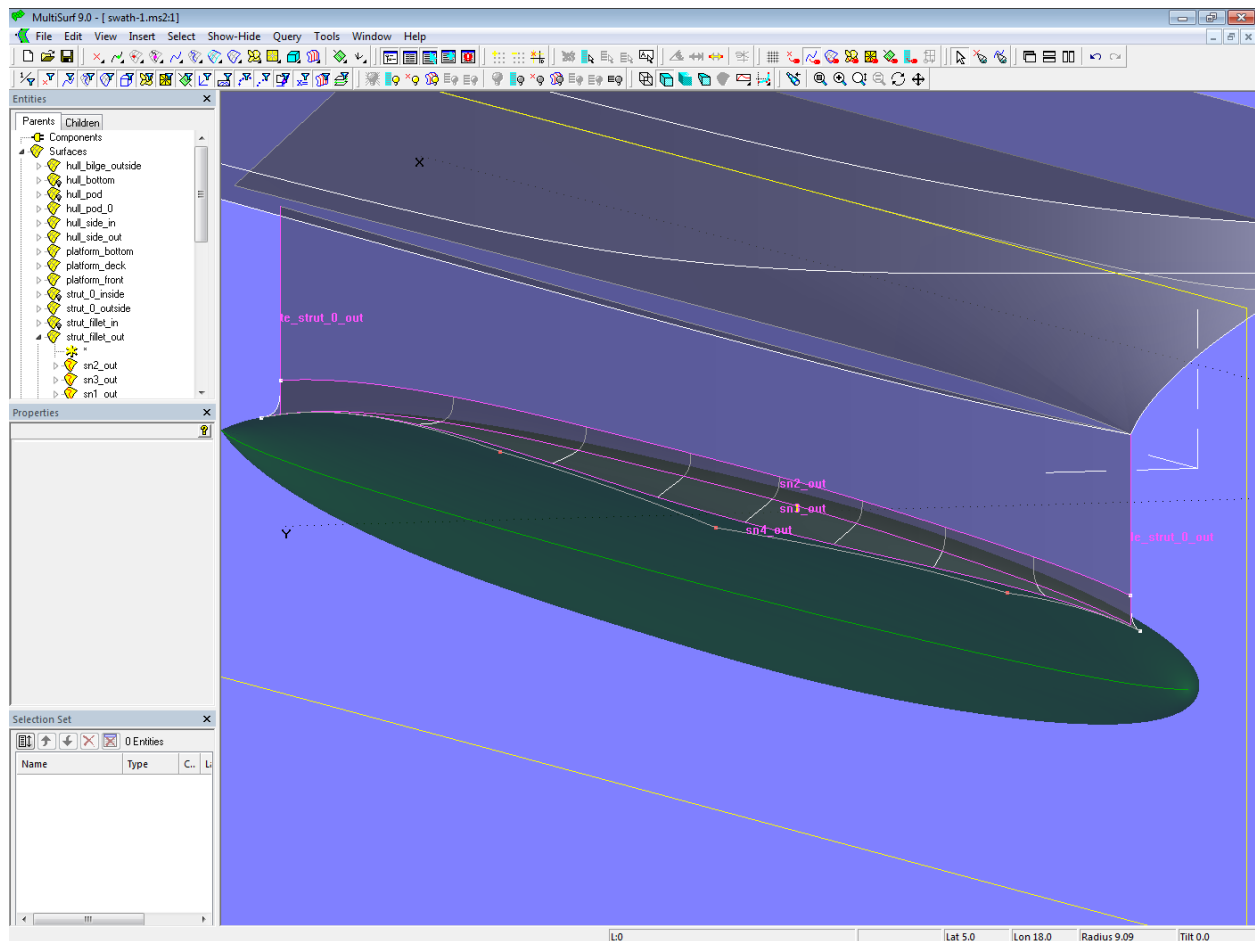 MultiSurf 9.0 - [ swath-1.ms2:1]
File Edit View Insert Select Show-Hide Query Tools Window Help
Entities
Parents Children
Components
Surfaces
hull_bilge_outside
hull_bottom
hull_pod
hull_pod_0
hull_side_in
hull_side_out
platform_bottom
platform_deck
platform_front
strut_0_inside
strut_0_outside
strut_fillet_in
strut_fillet_out
*
sn2_out
sn3_out
sn1_out
Properties
Selection Set
0 Entities
Name Type C.. La
X
te_strut_0_out
sn2_out
sn4_out
Y
le_strut_0_out
L:0 Lat 5.0 Lon 18.0 Radius 9.09 Tilt 0.0